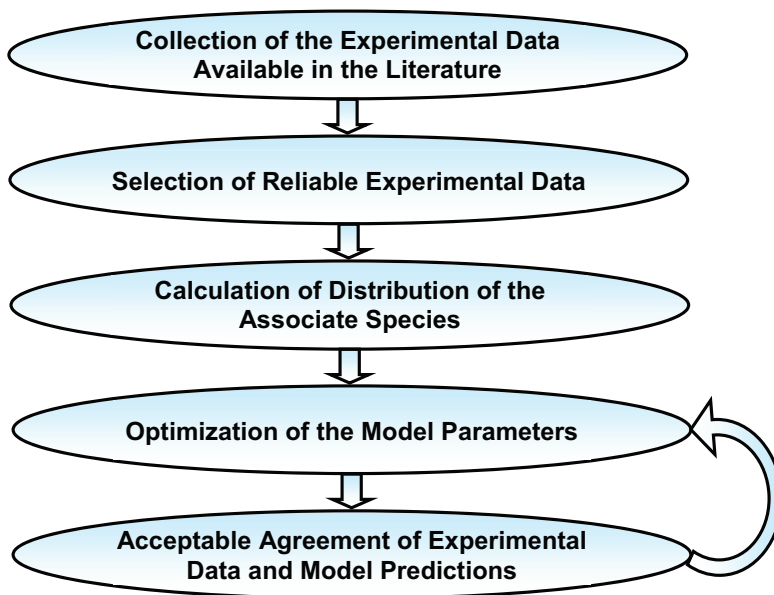 Collection of the Experimental Data
Available in the Literature
Selection of Reliable Experimental Data
Calculation of Distribution of the
Associate Species
Optimization of the Model Parameters
Acceptable Agreement of Experimental
Data and Model Predictions